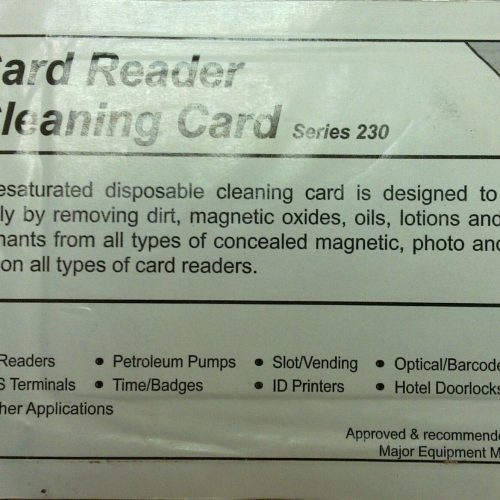 Card Reader
Cleaning Card Series 230
esaturated disposable cleaning card is designed to
ly by removing dirt, magnetic oxides, oils, lotions and
nants from all types of concealed magnetic, photo and
on all types of card readers.
Readers • Petroleum Pumps • Slot/Vending • Optical/Barcode
S Terminals • Time/Badges • ID Printers • Hotel Doorlocks
her Applications
Approved & recommende
Major Equipment M